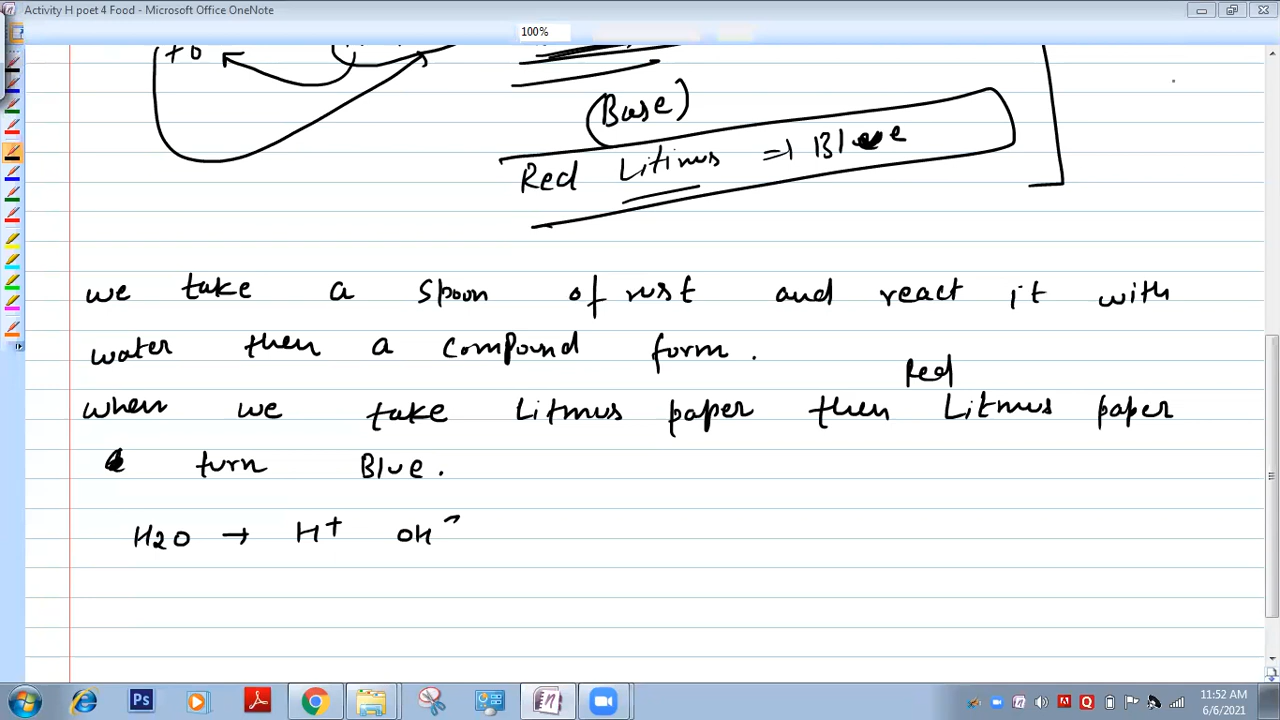 Activity H poet 4 Food - Microsoft Office OneNote
100%
(Base)
Red Litimus => Blue
we take a spoon of rust and react it with
water then a compound form.
Red
when we take Litmus paper then Litmus paper
turn Blue.
H2O → H+ OH-
11:52 AM
6/6/2021